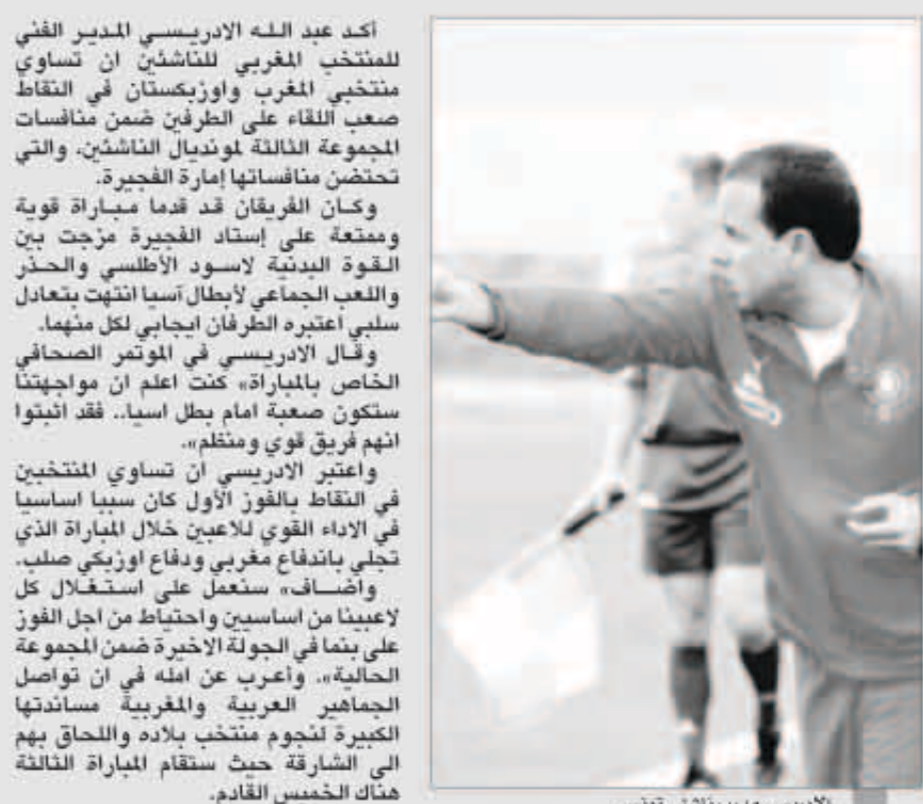 أكد عبد الله الادريسي المدير الفني
للمنتخب المغربي للناشئين ان تساوي
منتخبي المغرب واوزبكستان في النقاط
صعب اللقاء على الطرفين ضمن منافسات
المجموعة الثالثة لمونديال الناشئين، والتي
تحتضن منافساتها إمارة الفجيرة.
وكان الفريقان قد قدما مباراة قوية
وممتعة على إستاد الفجيرة مزجت بين
القوة البدنية لاسود الأطلسي والحذر
واللعب الجماعي لأبطال آسيا انتهت بتعادل
سلبي اعتبره الطرفان ايجابي لكل منهما.
وقال الادريسي في الموتمر الصحافي
الخاص بالمباراة» كنت اعلم ان مواجهتنا
ستكون صعبة امام بطل اسيا.. فقد اثبتوا
انهم فريق قوي ومنظم».
واعتبر الادريسي ان تساوي المنتخبين
في النقاط بالفوز الأول كان سببا اساسيا
في الاداء القوي للاعبين خلال المباراة الذي
تجلي باندفاع مغربي ودفاع اوزبكي صلب.
واضاف» سنعمل على استغلال كل
لاعبينا من اساسيين واحتياط من اجل الفوز
على بنما في الجولة الاخيرة ضمن المجموعة
الحالية». وأعرب عن امله في ان تواصل
الجماهير العربية والمغربية مساندتها
الكبيرة لنجوم منتخب بلاده واللحاق بهم
الى الشارقة حيث ستقام المباراة الثالثة
هناك الخميس القادم.